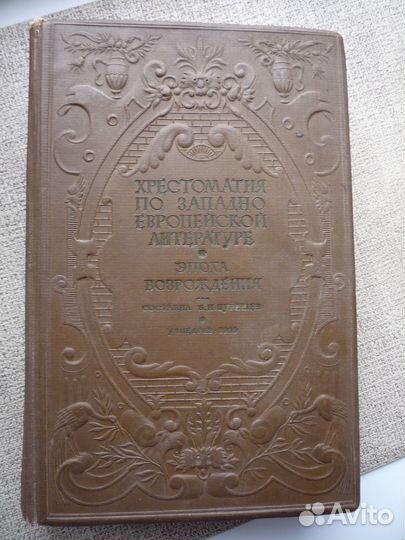 ХРЕСТОМАТИЯ
ПО ЗАПАДНО
ЕВРОПЕЙСКОЙ
ЛИТЕРАТУРЕ
ЭПОХА
ВОЗРОЖДЕНИЯ
Avito